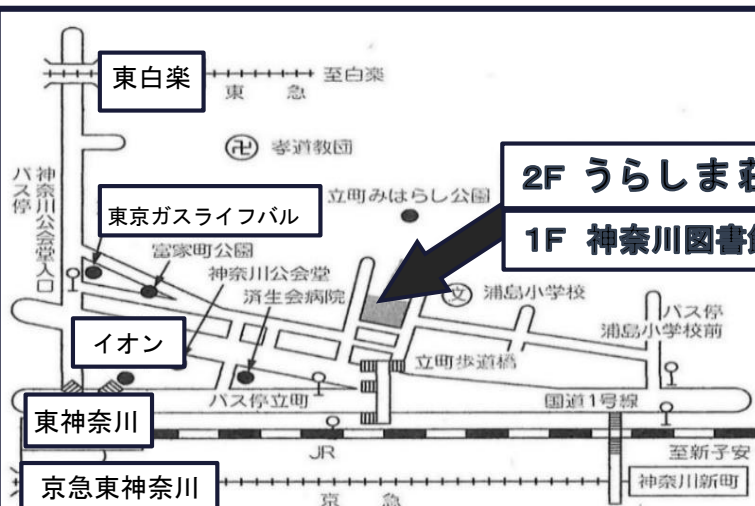 東白楽
至白楽
東 急
卍 孝道教団
バス停
神奈川公会堂入口
2F うらしま荘
立町みはらし公園
東京ガスライフバル
1F 神奈川図書館
富家町公園
神奈川公会堂
文 浦島小学校
済生会病院
バス停
浦島小学校前
イオン
立町歩道橋
バス停立町
国道1号線
東神奈川
JR
至新子安
京急東神奈川
神奈川新町
京 急